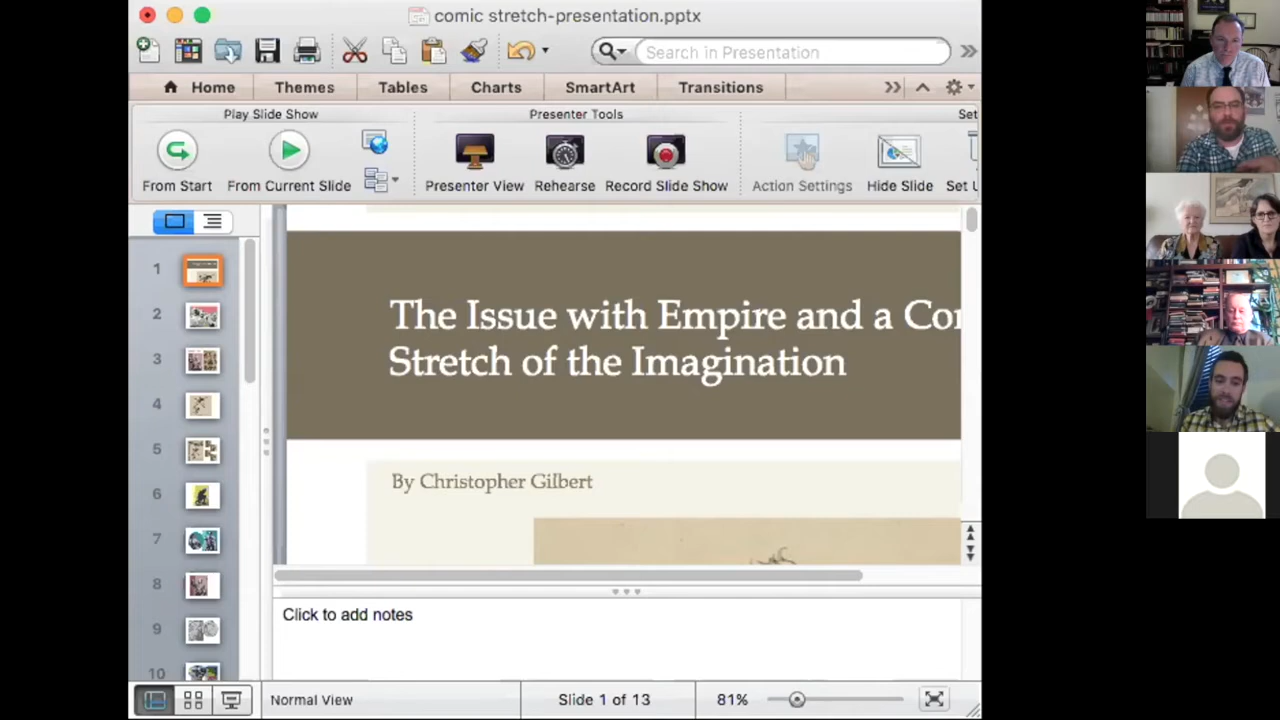 comic stretch-presentation.pptx
Search in Presentation
Home Themes Tables Charts SmartArt Transitions
Play Slide Show Presenter Tools Set
From Start From Current Slide Presenter View Rehearse Record Slide Show Action Settings Hide Slide Set U
1
2
3
4
5
6
7
8
9
10
The Issue with Empire and a Co
Stretch of the Imagination
By Christopher Gilbert
Click to add notes
Normal View Slide 1 of 13 81%